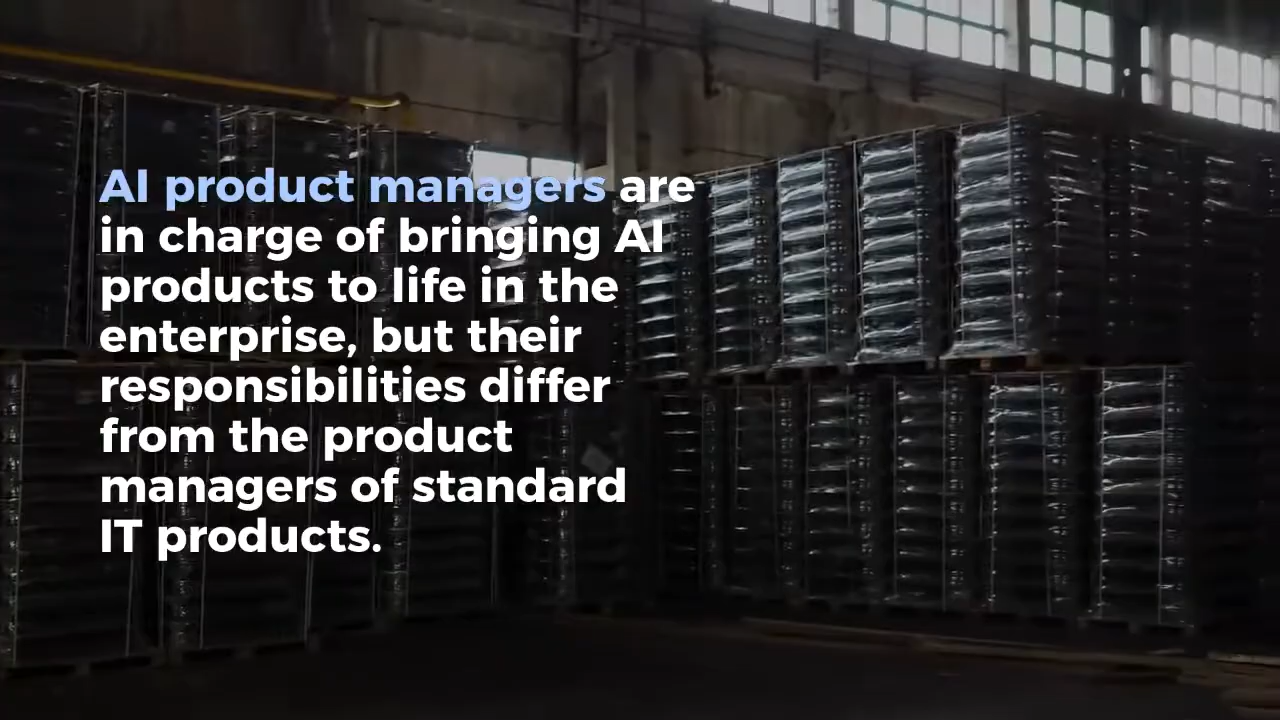 AI product managers are
in charge of bringing AI
products to life in the
enterprise, but their
responsibilities differ
from the product
managers of standard
IT products.